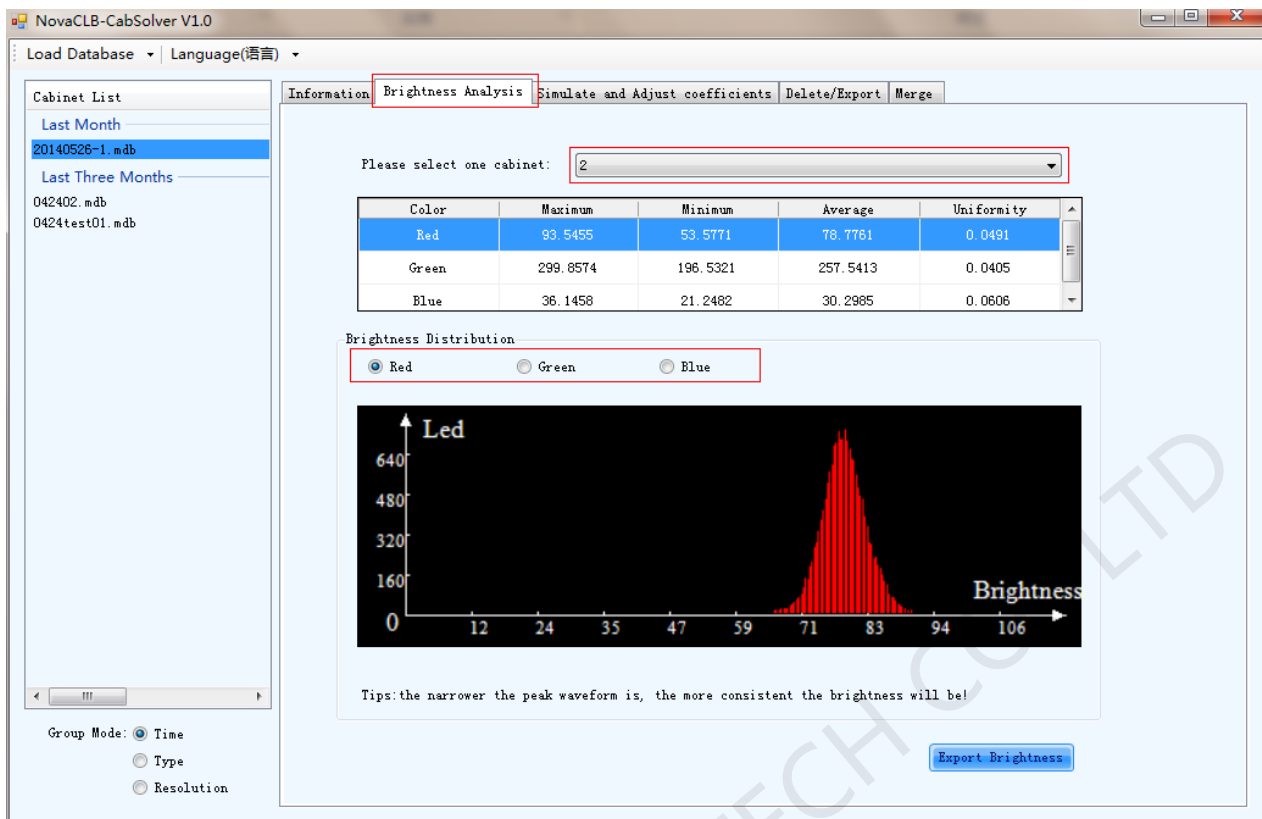 NovaCLB-CabSolver V1.0
Load Database Language(语言)
Cabinet List
Last Month
20140526-1.mdb
Last Three Months
042402.mdb
0424test01.mdb
Group Mode: Time
Type
Resolution
Information Brightness Analysis Simulate and Adjust coefficients Delete/Export Merge
Please select one cabinet: 2
Color Maximum Minimum Average Uniformity
Red 93.5455 53.5771 78.7761 0.0491
Green 299.8574 196.5321 257.5413 0.0405
Blue 36.1458 21.2482 30.2985 0.0606
Brightness Distribution
Red Green Blue
Led
640
480
320
160
Brightness
0 12 24 35 47 59 71 83 94 106
Tips:the narrower the peak waveform is, the more consistent the brightness will be!
Export Brightness
TECH CO LTD